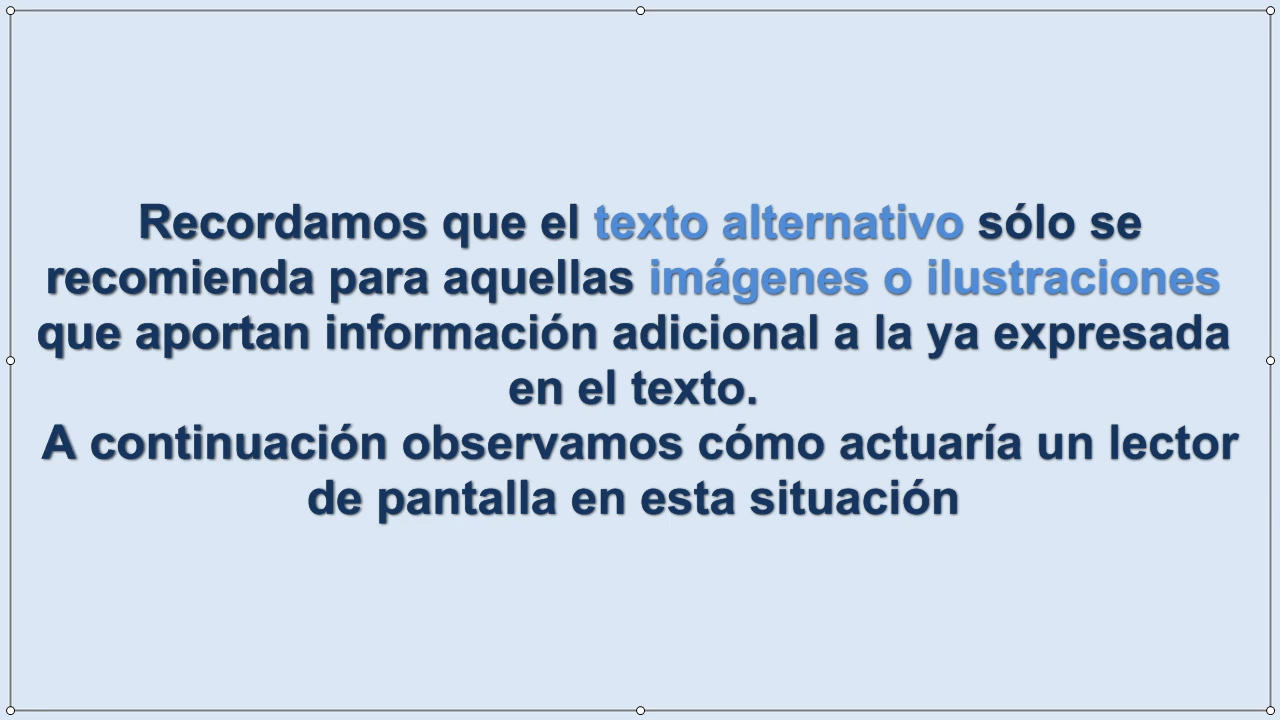 Recordamos que el texto alternativo sólo se
recomienda para aquellas imágenes o ilustraciones
que aportan información adicional a la ya expresada
en el texto.
A continuación observamos cómo actuaría un lector
de pantalla en esta situación